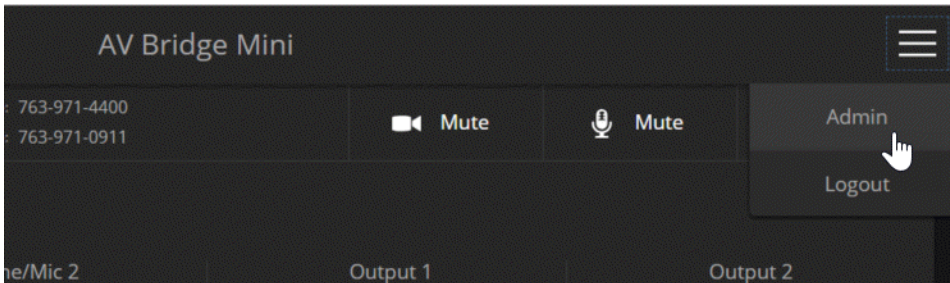 AV Bridge Mini
: 763-971-4400
: 763-971-0911
Mute
Mute
Admin
Logout
ne/Mic 2
Output 1
Output 2